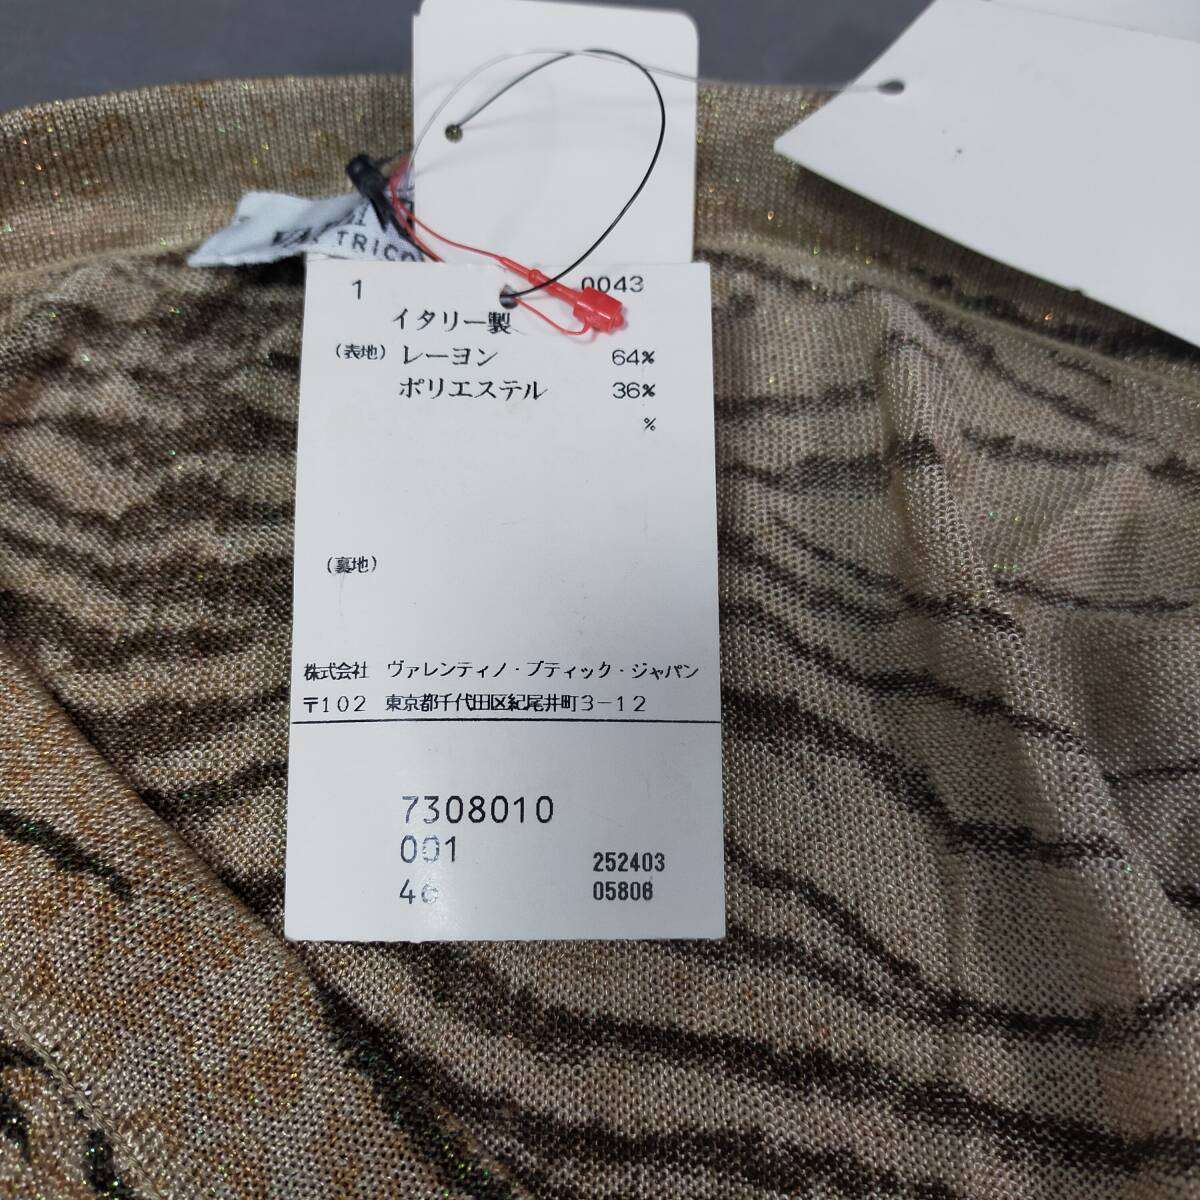 TRICO
1 0043
イタリー製
(表地) レーヨン 64%
ポリエステル 36%
%
(裏地)
株式会社 ヴァレンティノ・ブティック・ジャパン
〒102 東京都千代田区紀尾井町3-12
7308010
001
46
252403
05808